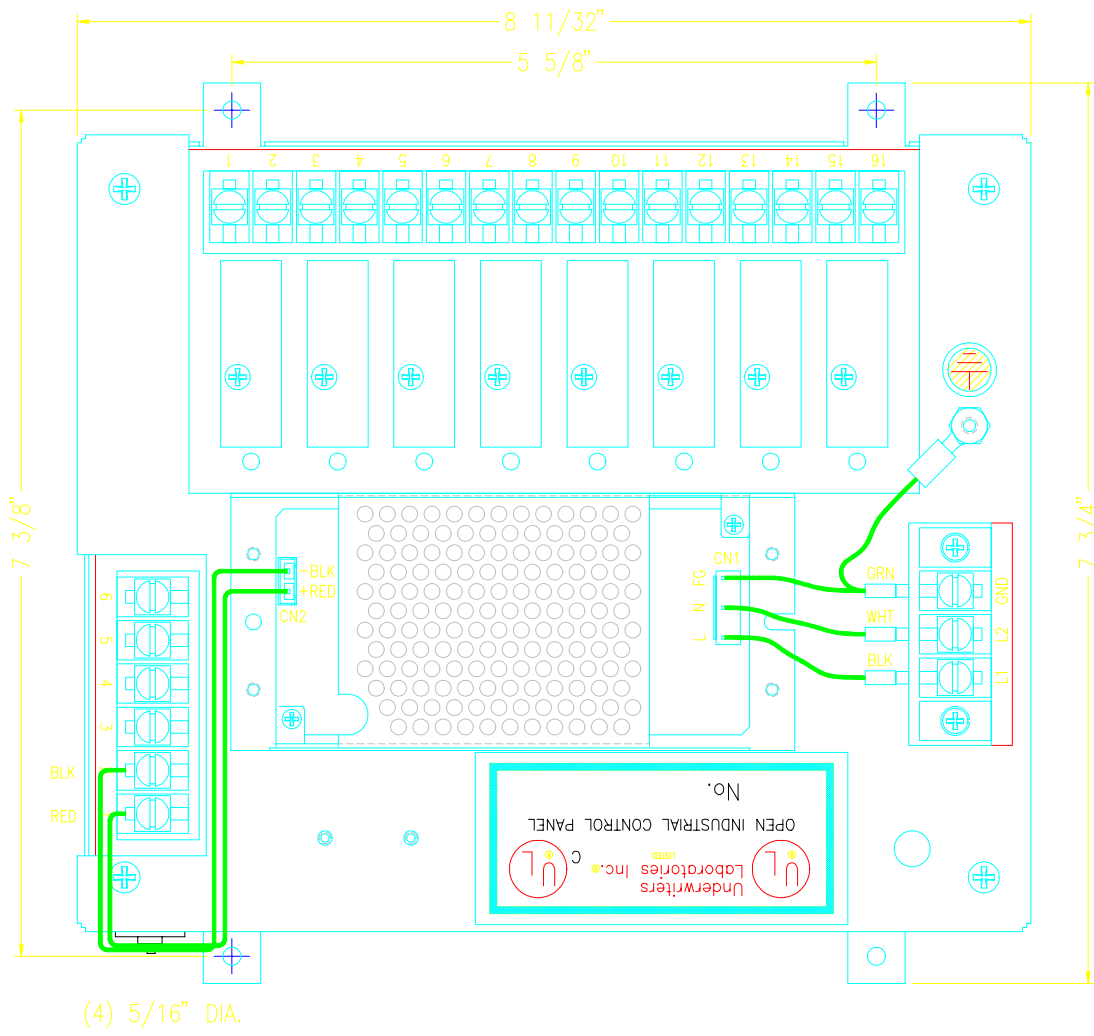 8 11/32"
5 5/8"
1 2 3 4 5 6 7 8 9 10 11 12 13 14 15 16
7 3/8"
7 3/4"
-BLK
+RED
CN2
CN1
FG
N
L
GRN
WHT
BLK
GND
L2
L1
6
5
4
3
BLK
RED
No.
OPEN INDUSTRIAL CONTROL PANEL
UL
LISTED
C
UL
Underwriters
Laboratories Inc.
(4) 5/16" DIA.